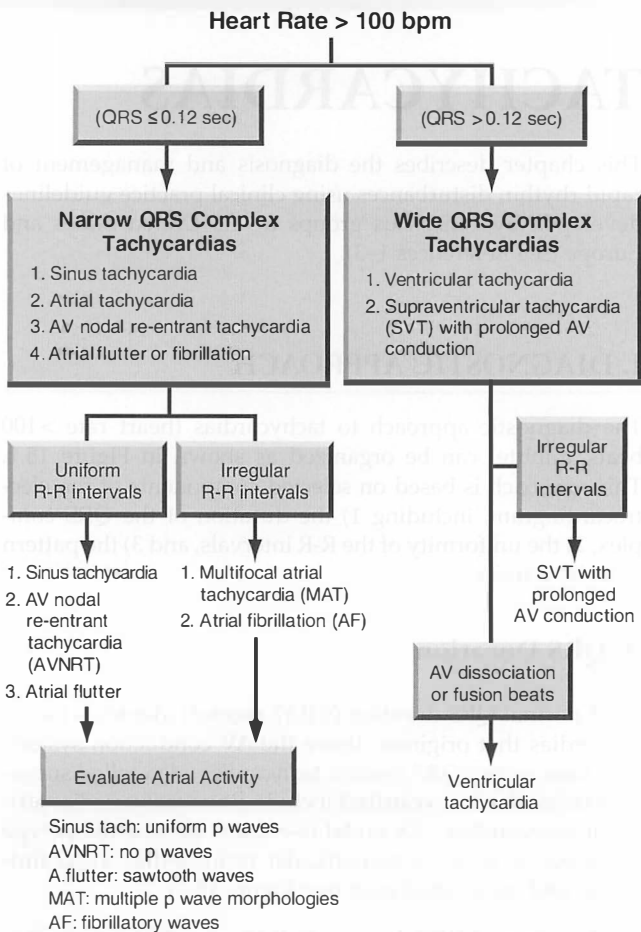 Heart Rate > 100 bpm
(QRS ≤ 0.12 sec)
(QRS > 0.12 sec)
Narrow QRS Complex
Tachycardias
1. Sinus tachycardia
2. Atrial tachycardia
3. AV nodal re-entrant tachycardia
4. Atrial flutter or fibrillation
Wide QRS Complex
Tachycardias
1. Ventricular tachycardia
2. Supraventricular tachycardia
(SVT) with prolonged AV
conduction
Uniform
R-R intervals
Irregular
R-R intervals
Irregular
R-R
intervals
1. Sinus tachycardia
2. AV nodal
re-entrant
tachycardia
(AVNRT)
3. Atrial flutter
1. Multifocal atrial
tachycardia (MAT)
2. Atrial fibrillation (AF)
SVT with
prolonged
AV conduction
AV dissociation
or fusion beats
Evaluate Atrial Activity
Ventricular
tachycardia
Sinus tach: uniform p waves
AVNRT: no p waves
A.flutter: sawtooth waves
MAT: multiple p wave morphologies
AF: fibrillatory waves